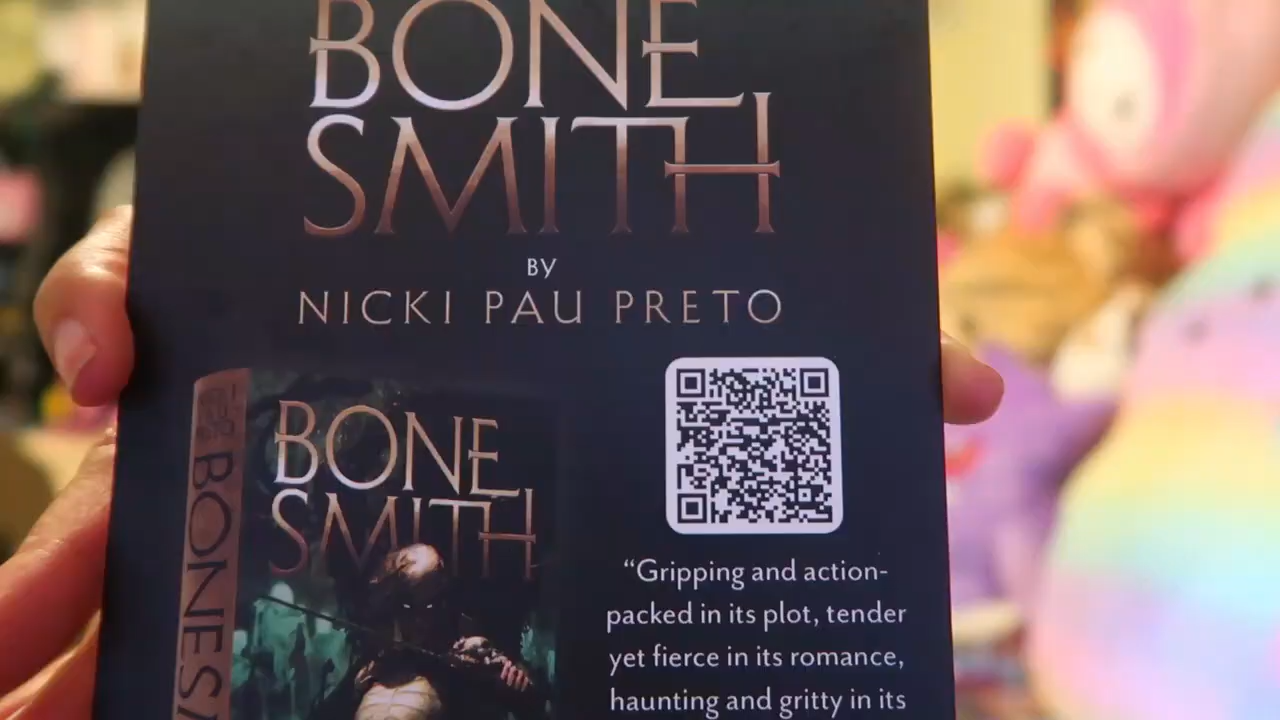 BONE
SMITH
BY
NICKI PAU PRETO
BONES
BONE
SMITH
“Gripping and action-
packed in its plot, tender
yet fierce in its romance,
haunting and gritty in its